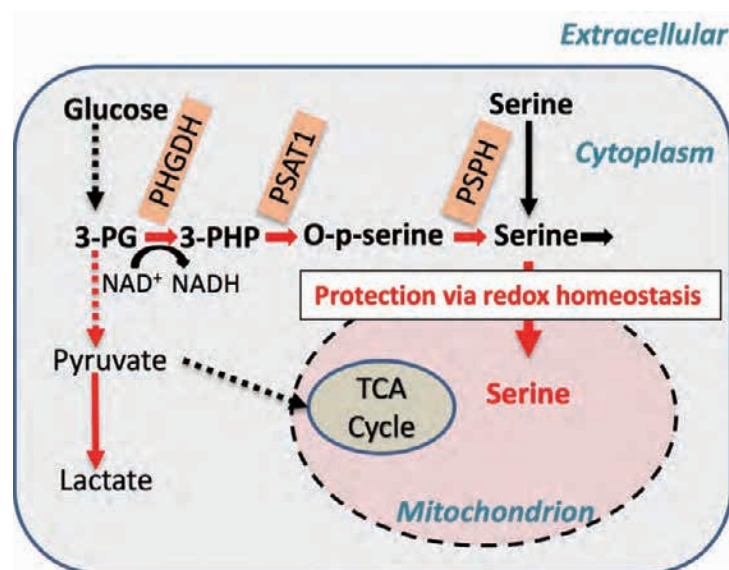 Extracellular
Glucose
PHGDH
PSAT1
PSPH
Serine
Cytoplasm
3-PG
3-PHP
O-p-serine
Serine
NAD⁺ NADH
Protection via redox homeostasis
Pyruvate
TCA
Cycle
Serine
Lactate
Mitochondrion